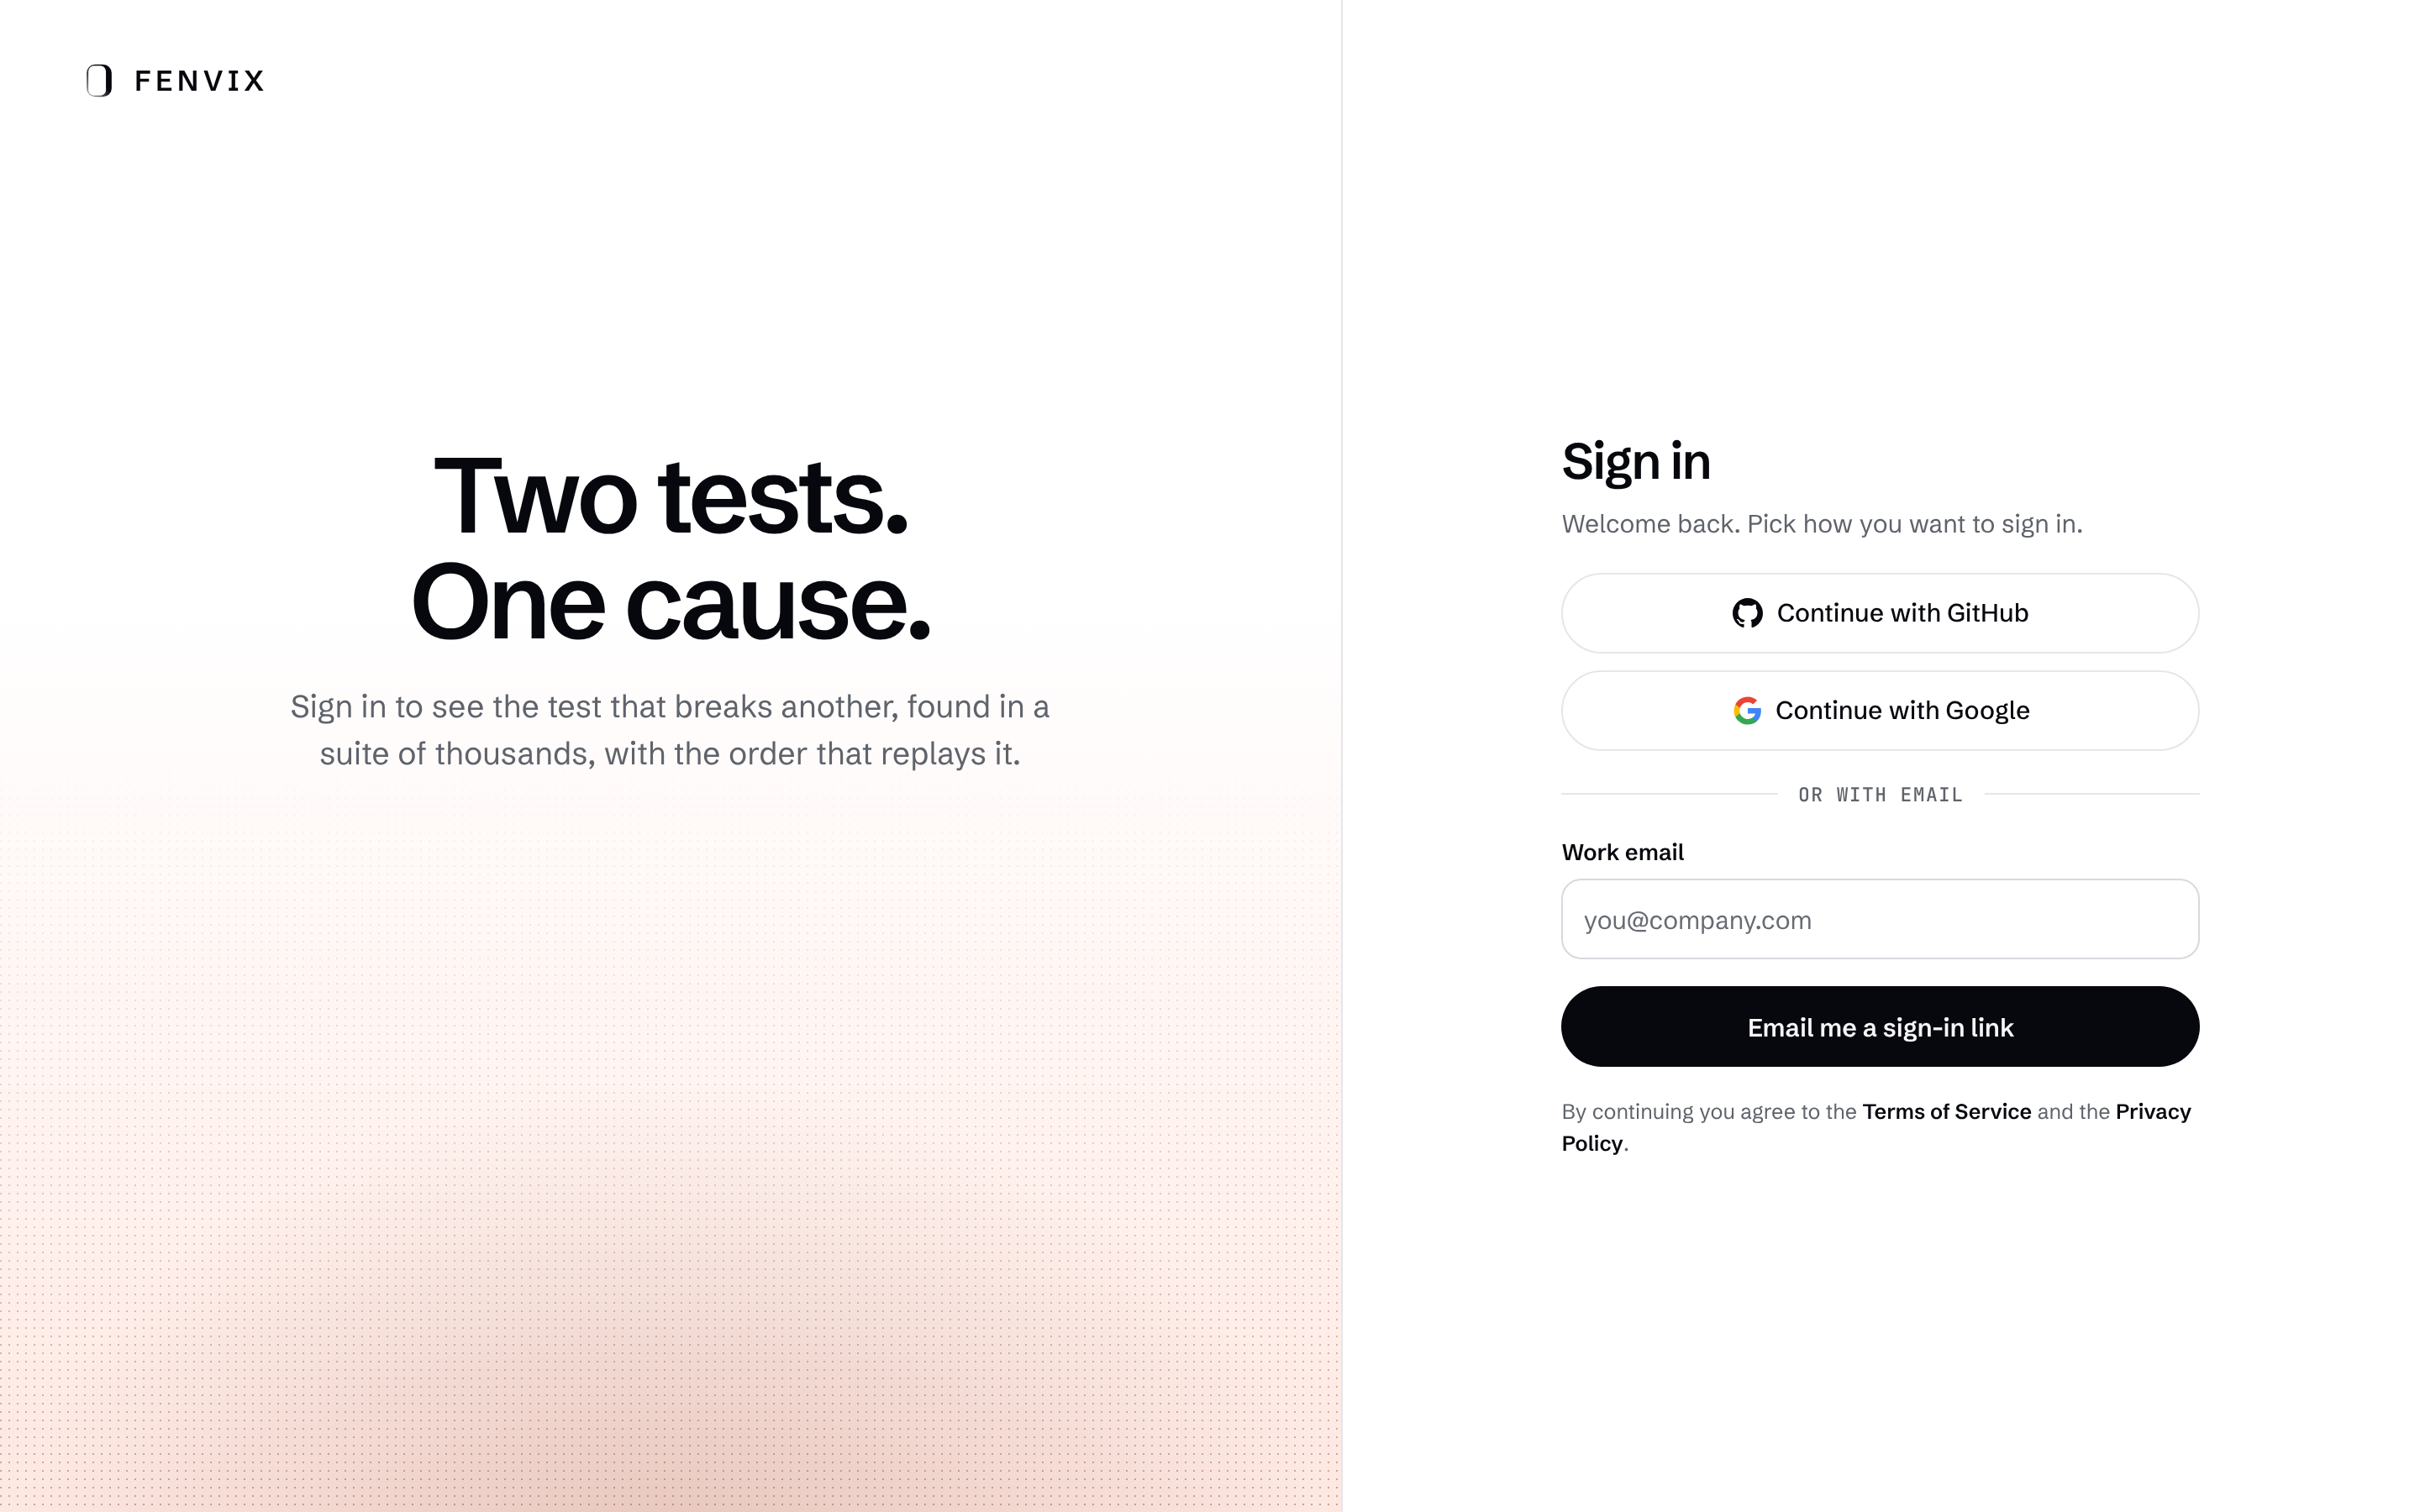 FENVIX
Two tests.
One cause.
Sign in to see the test that breaks another, found in a
suite of thousands, with the order that replays it.
Sign in
Welcome back. Pick how you want to sign in.
Continue with GitHub
Continue with Google
OR WITH EMAIL
Work email
you@company.com
Email me a sign-in link
By continuing you agree to the Terms of Service and the Privacy
Policy.